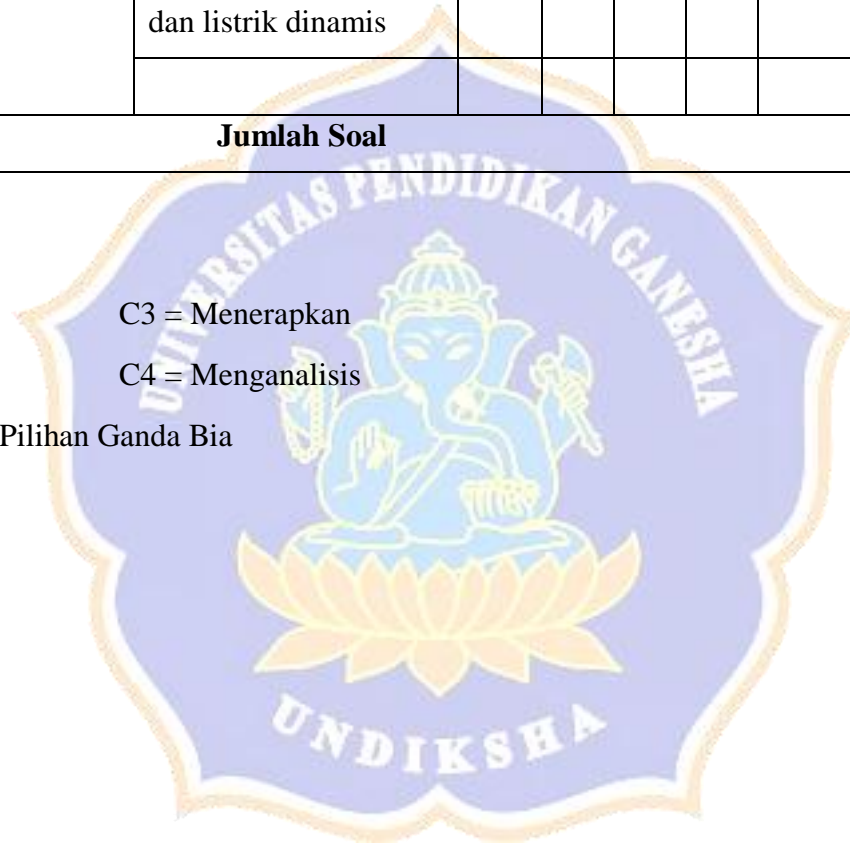 dan listrik dinamis
Jumlah Soal
UNIVERSITAS PENDIDIKAN GANESHA
C3 = Menerapkan
C4 = Menganalisis
Pilihan Ganda Bia
UNDIKSHA